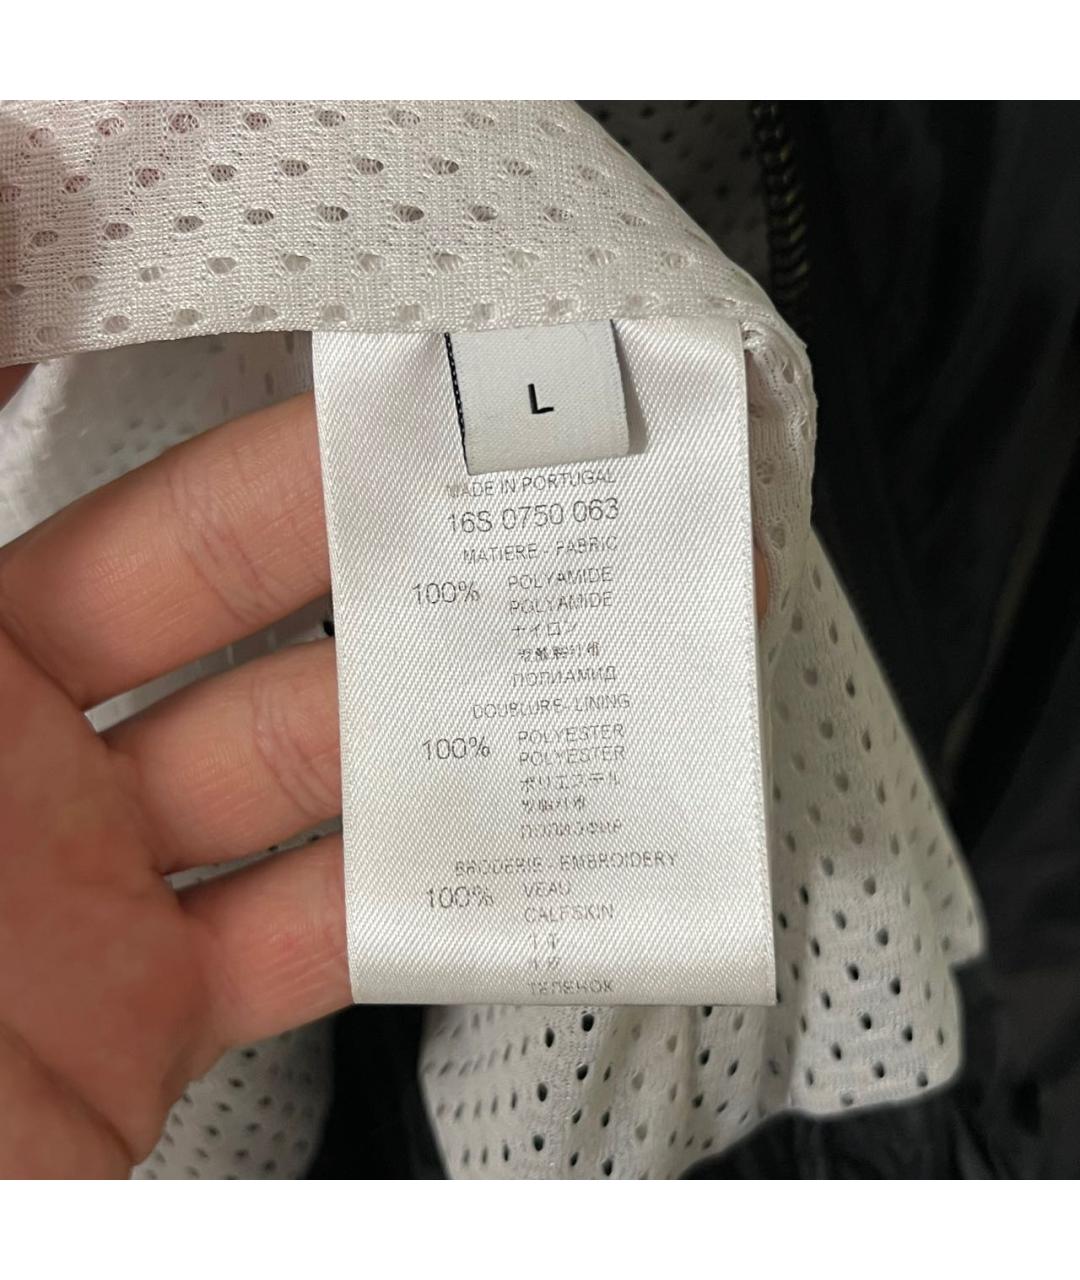 L
MADE IN PORTUGAL
16S 0750 063
MATIERE - FABRIC
100% POLYAMIDE
POLYAMIDE
ナイロン
ПОЛИАМИД
DOUBLURE - LINING
100% POLYESTER
POLYESTER
ポリエステル
ПОЛИЭФИР
BRODERIE - EMBROIDERY
100% VEAU
CALFSKIN
ТЕЛЕНОК